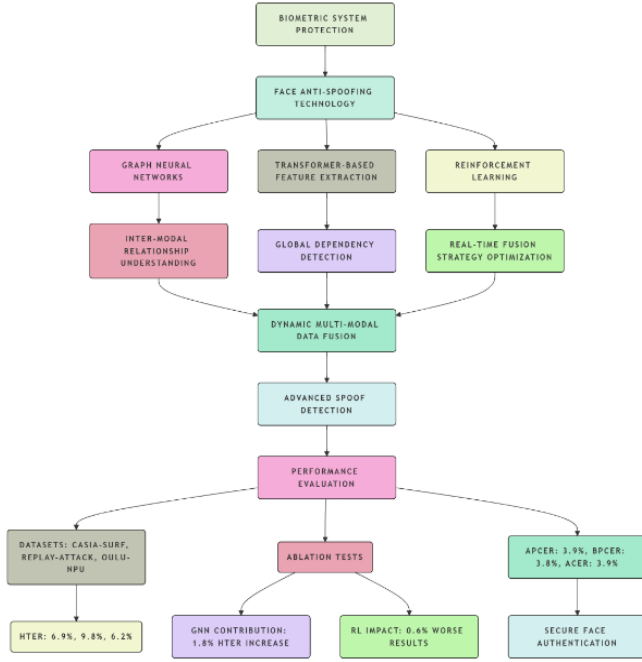 BIOMETRIC SYSTEM
PROTECTION
FACE ANTI-SPOOFING
TECHNOLOGY
GRAPH NEURAL
NETWORKS
TRANSFORMER-BASED
FEATURE EXTRACTION
REINFORCEMENT
LEARNING
INTER-MODAL
RELATIONSHIP
UNDERSTANDING
GLOBAL DEPENDENCY
DETECTION
REAL-TIME FUSION
STRATEGY OPTIMIZATION
DYNAMIC MULTI-MODAL
DATA FUSION
ADVANCED SPOOF
DETECTION
PERFORMANCE
EVALUATION
DATASETS: CASIA-SURF,
REPLAY-ATTACK, OULU-
NPU
ABLATION TESTS
APCER: 3.9%, BPCER:
3.8%, ACER: 3.9%
HTER: 6.9%, 9.8%, 6.2%
GNN CONTRIBUTION:
1.8% HTER INCREASE
RL IMPACT: 0.6% WORSE
RESULTS
SECURE FACE
AUTHENTICATION